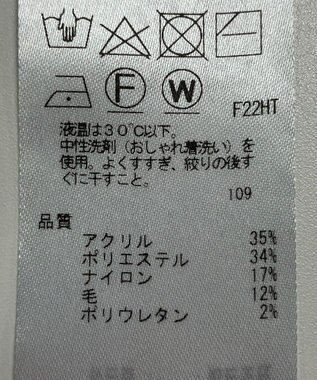 F
W
F22HT
液温は30℃以下。
中性洗剤（おしゃれ着洗い）を
使用。よくすすぎ、絞りの後す
ぐに干すこと。
109
品質
アクリル 35%
ポリエステル 34%
ナイロン 17%
毛 12%
ポリウレタン 2%